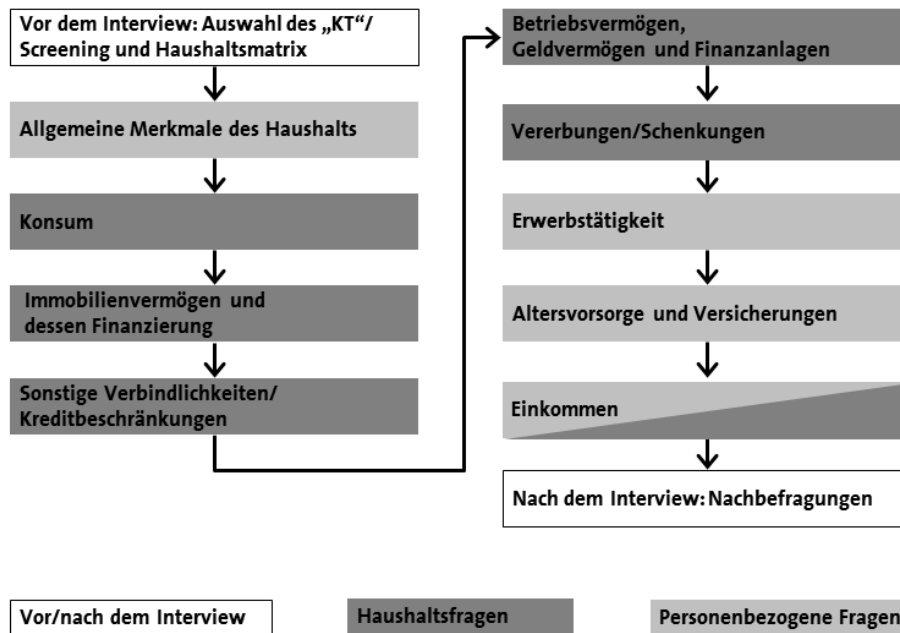 Vor dem Interview: Auswahl des „KT“/
Screening und Haushaltsmatrix
Allgemeine Merkmale des Haushalts
Konsum
Immobilienvermögen und
dessen Finanzierung
Sonstige Verbindlichkeiten/
Kreditbeschränkungen
Betriebsvermögen,
Geldvermögen und Finanzanlagen
Vererbungen/Schenkungen
Erwerbstätigkeit
Altersvorsorge und Versicherungen
Einkommen
Nach dem Interview: Nachbefragungen
Vor/nach dem Interview
Haushaltsfragen
Personenbezogene Fragen